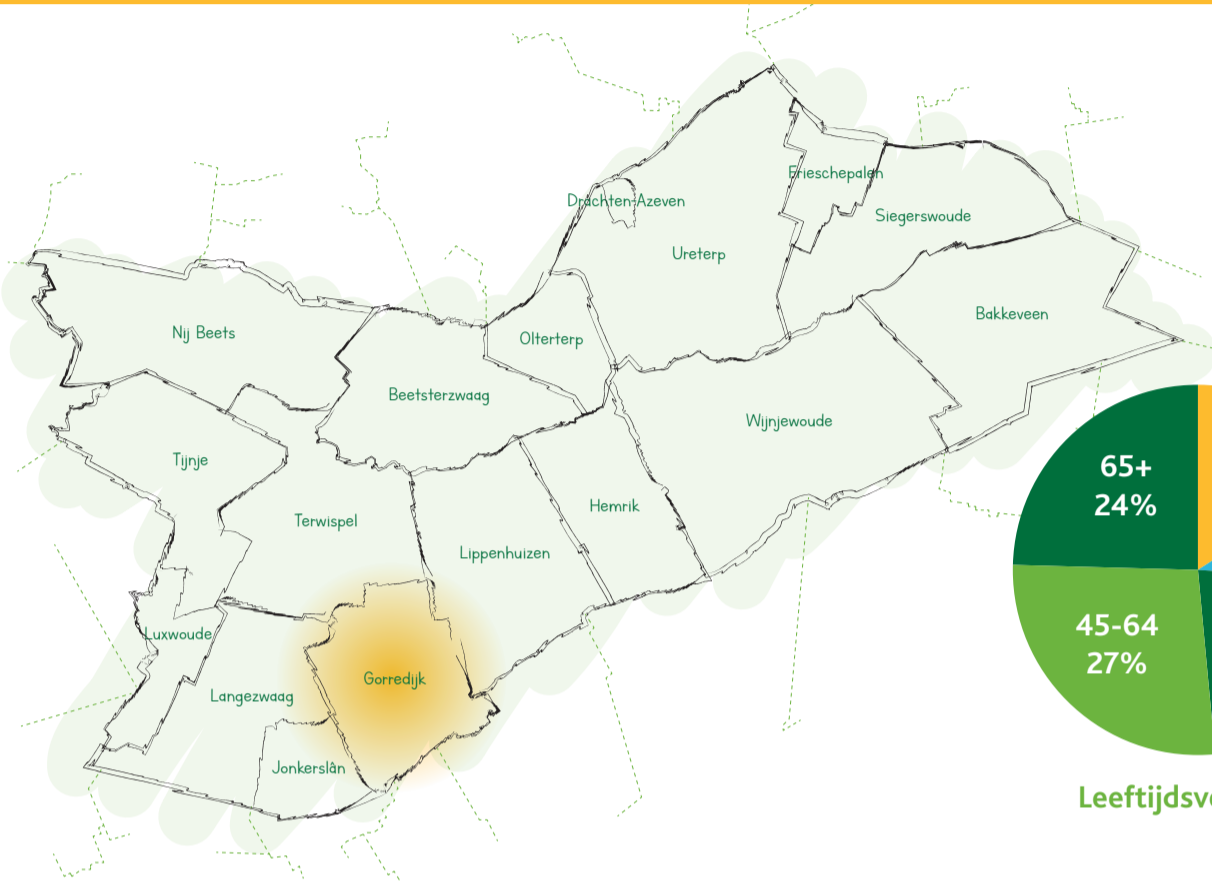 Frieschepalen
Drachten-Azeven
Siegerswoude
Ureterp
Bakkeveen
Nij Beets
Olterterp
Beetsterzwaag
Wijnjewoude
Tijnje
Terwispel
Hemrik
Lippenhuizen
Luxwoude
Gorredijk
Langezwaag
Jonkerslân
65+
24%
45-64
27%
Leeftijdsv